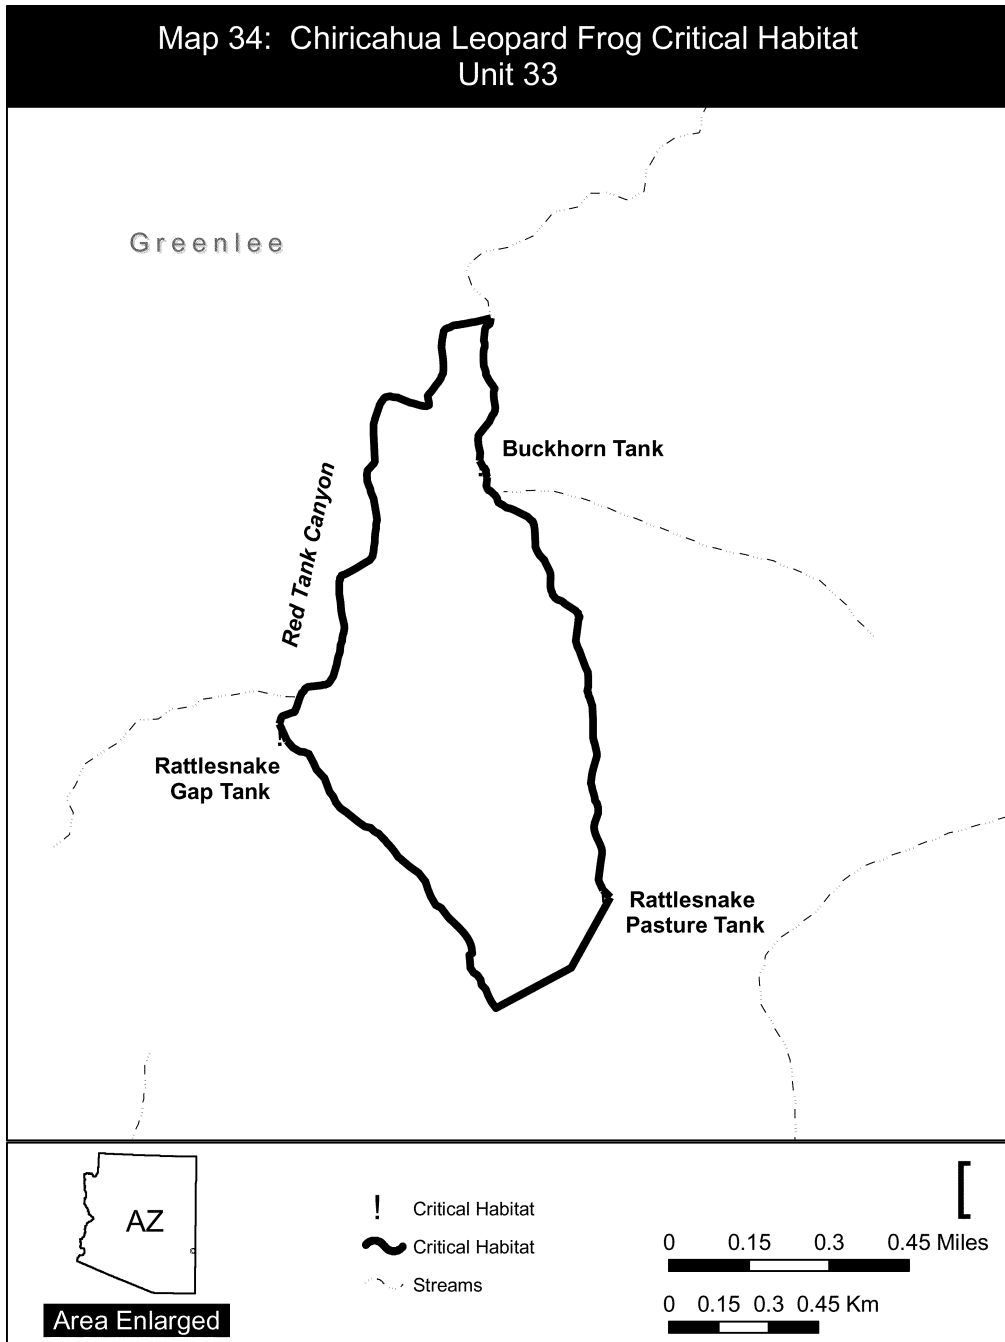 Map 34: Chiricahua Leopard Frog Critical Habitat
Unit 33
Greenlee
Buckhorn Tank
Red Tank Canyon
Rattlesnake
Gap Tank
Rattlesnake
Pasture Tank
AZ
Area Enlarged
! Critical Habitat
Critical Habitat
Streams
[
0 0.15 0.3 0.45 Miles
0 0.15 0.3 0.45 Km